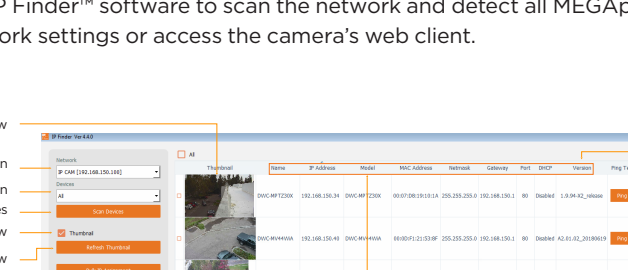 IP Finder™ software to scan the network and detect all MEGAp
ork settings or access the camera's web client.
w
n
n
es
w
w
IP Finder Ver 4.4.0
Network
IP CAM [192.168.150.100]
Devices
All
Scan Devices
Thumbnail
Refresh Thumbnail
All
Thumbnail Name IP Address Model MAC Address Netmask Gateway Port DHCP Version Ping Te
DWC-MPTZ30X 192.168.150.34 DWC-MPTZ30X 00:07:D8:19:10:1A 255.255.255.0 192.168.150.1 80 Disabled 1.9.94-X2_release Ping
DWC-MV44WiA 192.168.150.40 DWC-MV44WiA 00:0D:F1:21:53:8F 255.255.255.0 192.168.150.1 80 Disabled A2.01.02_20180619 Ping